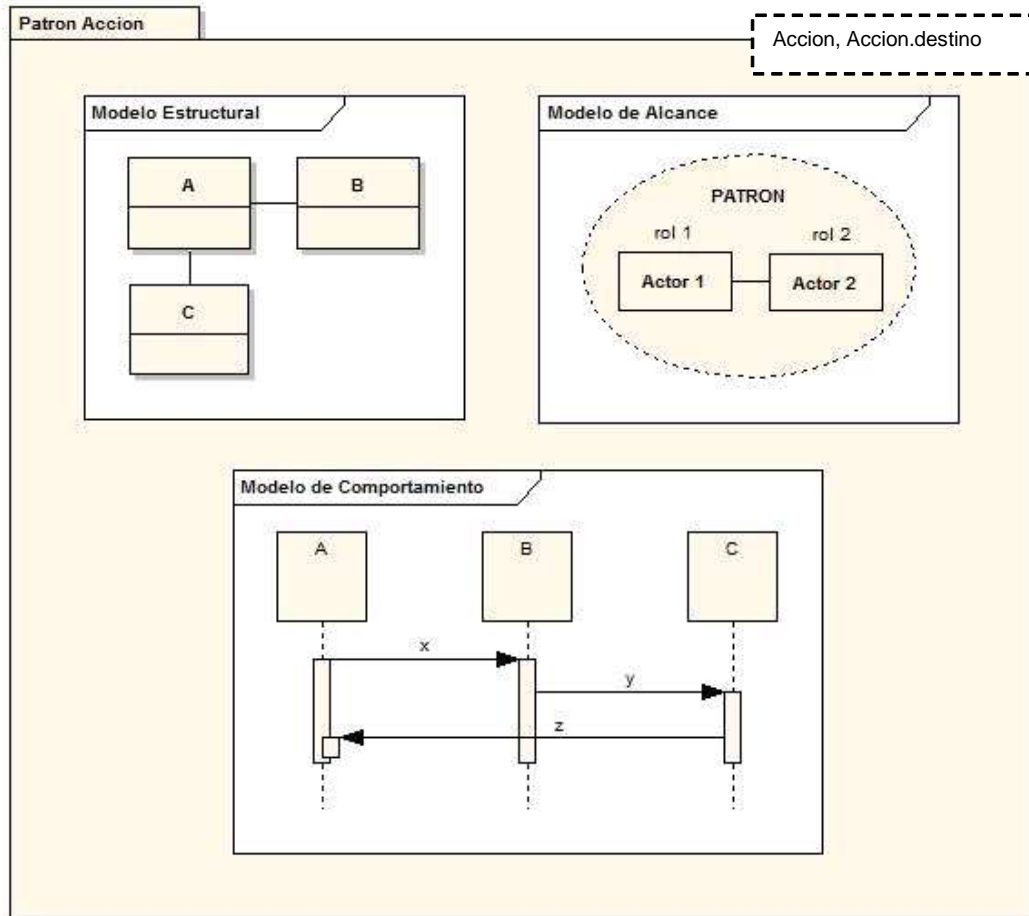 Patron Accion
Accion, Accion.destino
Modelo Estructural
A
B
C
Modelo de Alcance
PATRON
rol 1
rol 2
Actor 1
Actor 2
Modelo de Comportamiento
A
B
C
x
y
z